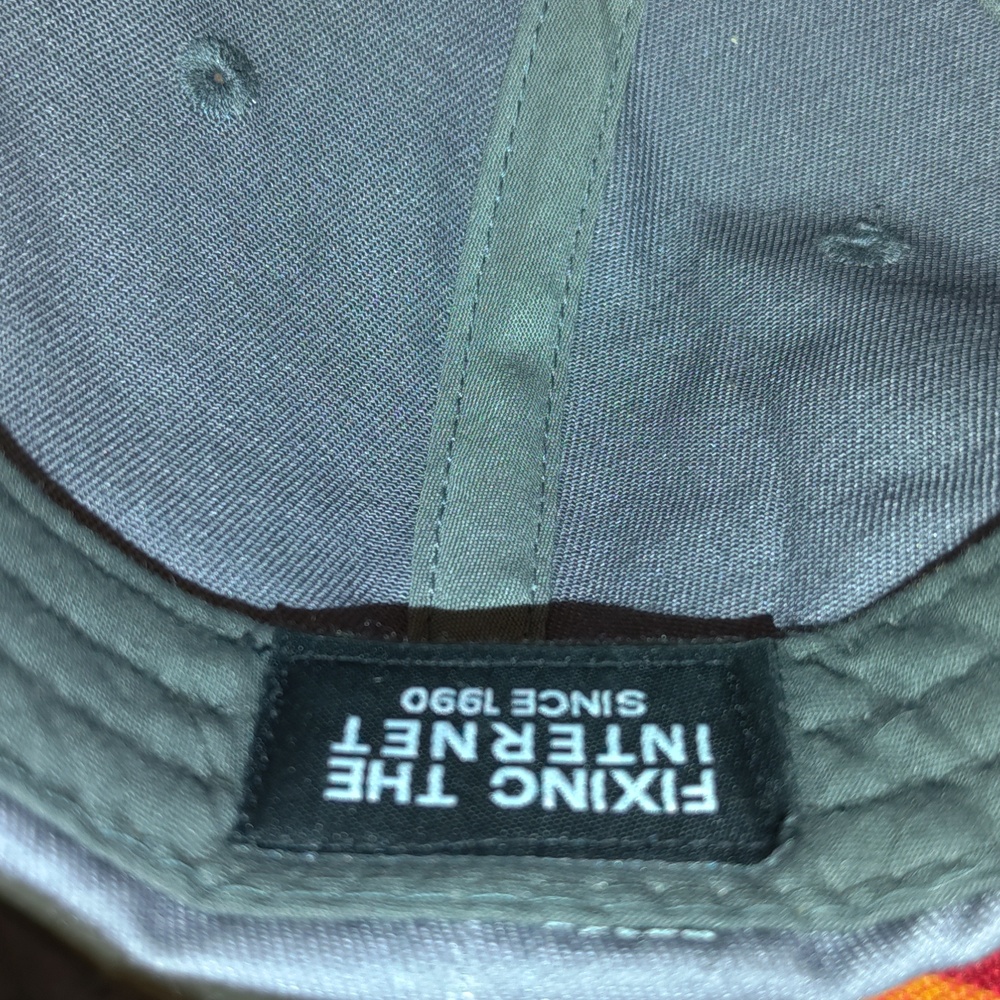 FIXING THE
INTERNET
SINCE 1990